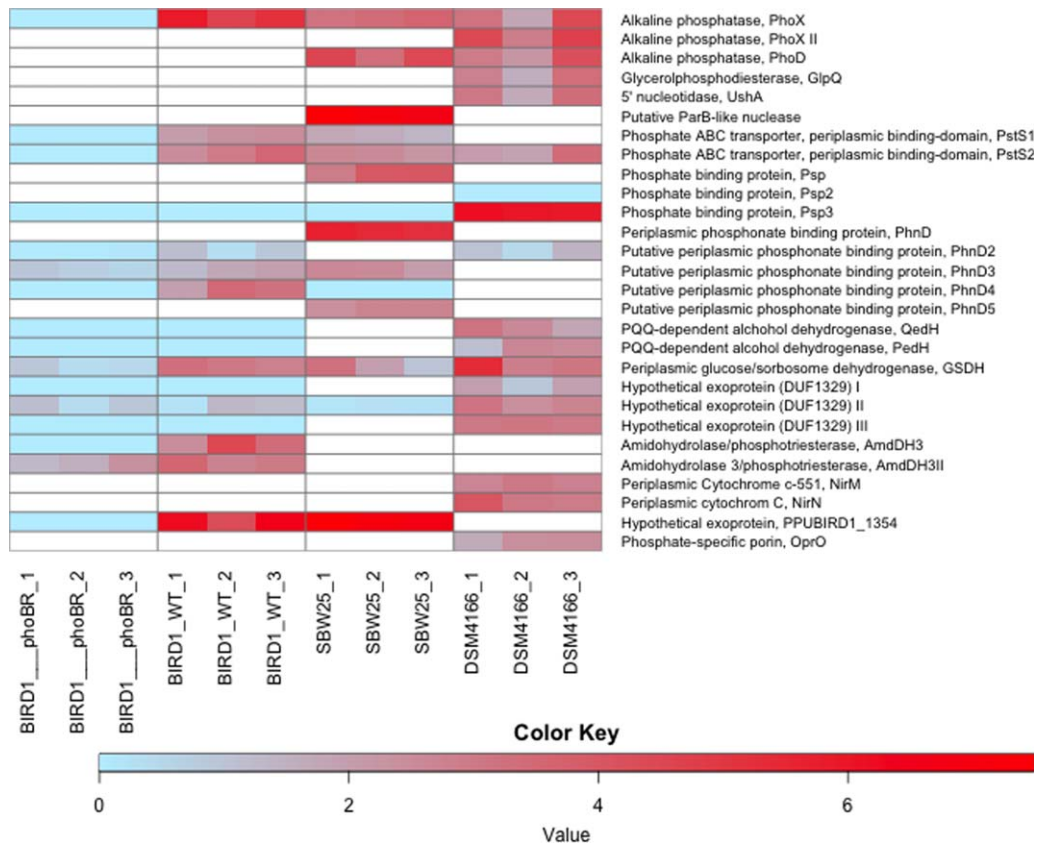 Alkaline phosphatase, PhoX
Alkaline phosphatase, PhoX II
Alkaline phosphatase, PhoD
Glycerolphosphodiesterase, GlpQ
5' nucleotidase, UshA
Putative ParB-like nuclease
Phosphate ABC transporter, periplasmic binding-domain, PstS1
Phosphate ABC transporter, periplasmic binding-domain, PstS2
Phosphate binding protein, Psp
Phosphate binding protein, Psp2
Phosphate binding protein, Psp3
Periplasmic phosphonate binding protein, PhnD
Putative periplasmic phosphonate binding protein, PhnD2
Putative periplasmic phosphonate binding protein, PhnD3
Putative periplasmic phosphonate binding protein, PhnD4
Putative periplasmic phosphonate binding protein, PhnD5
PQQ-dependent alchohol dehydrogenase, QedH
PQQ-dependent alcohol dehydrogenase, PedH
Periplasmic glucose/sorbosome dehydrogenase, GSDH
Hypothetical exoprotein (DUF1329) I
Hypothetical exoprotein (DUF1329) II
Hypothetical exoprotein (DUF1329) III
Amidohydrolase/phosphotriesterase, AmdDH3
Amidohydrolase 3/phosphotriesterase, AmdDH3II
Periplasmic Cytochrome c-551, NirM
Periplasmic cytochrom C, NirN
Hypothetical exoprotein, PPUBIRD1_1354
Phosphate-specific porin, OprO
BIRD1___phoBR_1
BIRD1___phoBR_2
BIRD1___phoBR_3
BIRD1_WT_1
BIRD1_WT_2
BIRD1_WT_3
SBW25_1
SBW25_2
SBW25_3
DSM4166_1
DSM4166_2
DSM4166_3
Color Key
0 2 4 6
Value